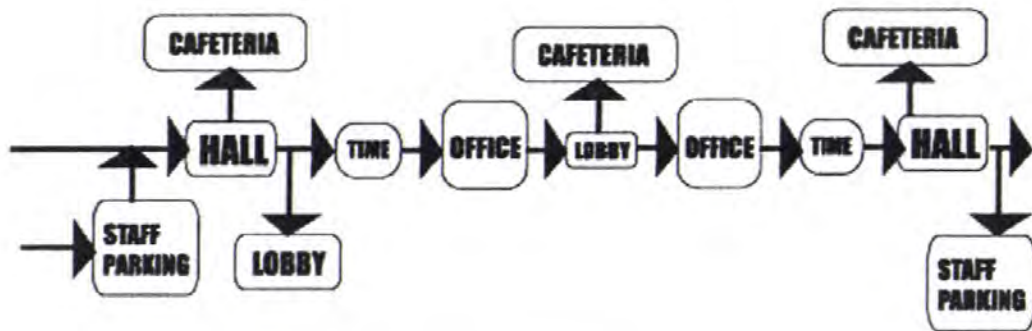 CAFETERIA
CAFETERIA
CAFETERIA
HALL
TIME
OFFICE
LOBBY
OFFICE
TIME
HALL
STAFF
PARKING
LOBBY
STAFF
PARKING